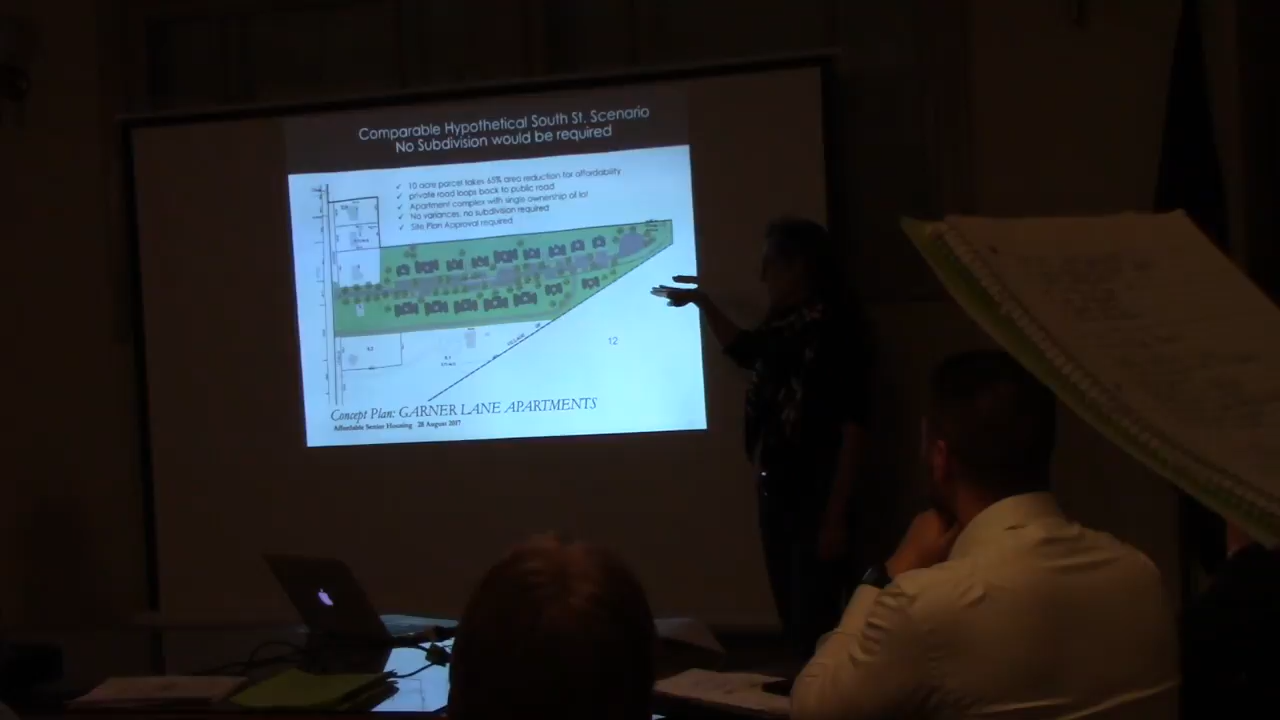 Comparable Hypothetical South St. Scenario
No Subdivision would be required
✓ 10 acre parcel takes 65% area reduction for affordability
✓ private road loops back to public road
✓ Apartment complex with single ownership of lot
✓ No variances, no subdivision required
✓ Site Plan Approval required
VILLAGE
12
Concept Plan: GARNER LANE APARTMENTS
Affordable Senior Housing 28 August 2017